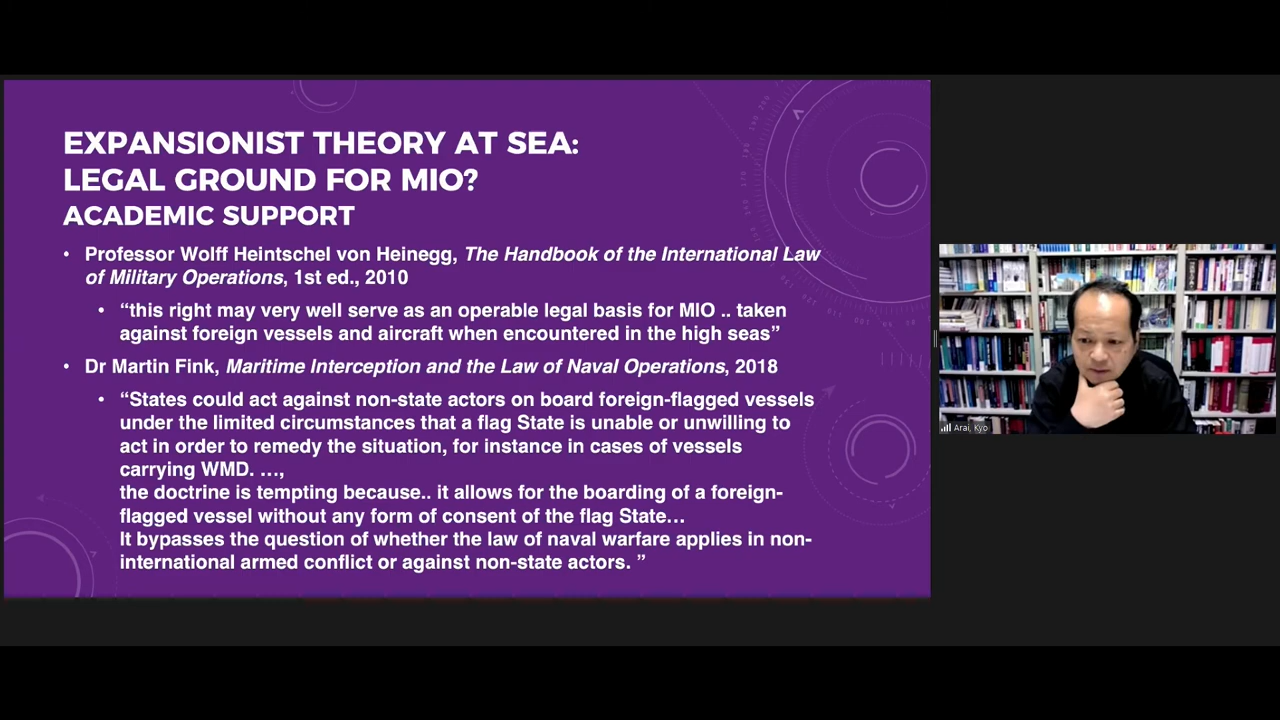 EXPANSIONIST THEORY AT SEA:
LEGAL GROUND FOR MIO?
ACADEMIC SUPPORT
• Professor Wolff Heintschel von Heinegg, The Handbook of the International Law
of Military Operations, 1st ed., 2010
• “this right may very well serve as an operable legal basis for MIO .. taken
against foreign vessels and aircraft when encountered in the high seas”
• Dr Martin Fink, Maritime Interception and the Law of Naval Operations, 2018
• “States could act against non-state actors on board foreign-flagged vessels
under the limited circumstances that a flag State is unable or unwilling to
act in order to remedy the situation, for instance in cases of vessels
carrying WMD. …,
the doctrine is tempting because.. it allows for the boarding of a foreign-
flagged vessel without any form of consent of the flag State…
It bypasses the question of whether the law of naval warfare applies in non-
international armed conflict or against non-state actors. ”
Arai, Kyo